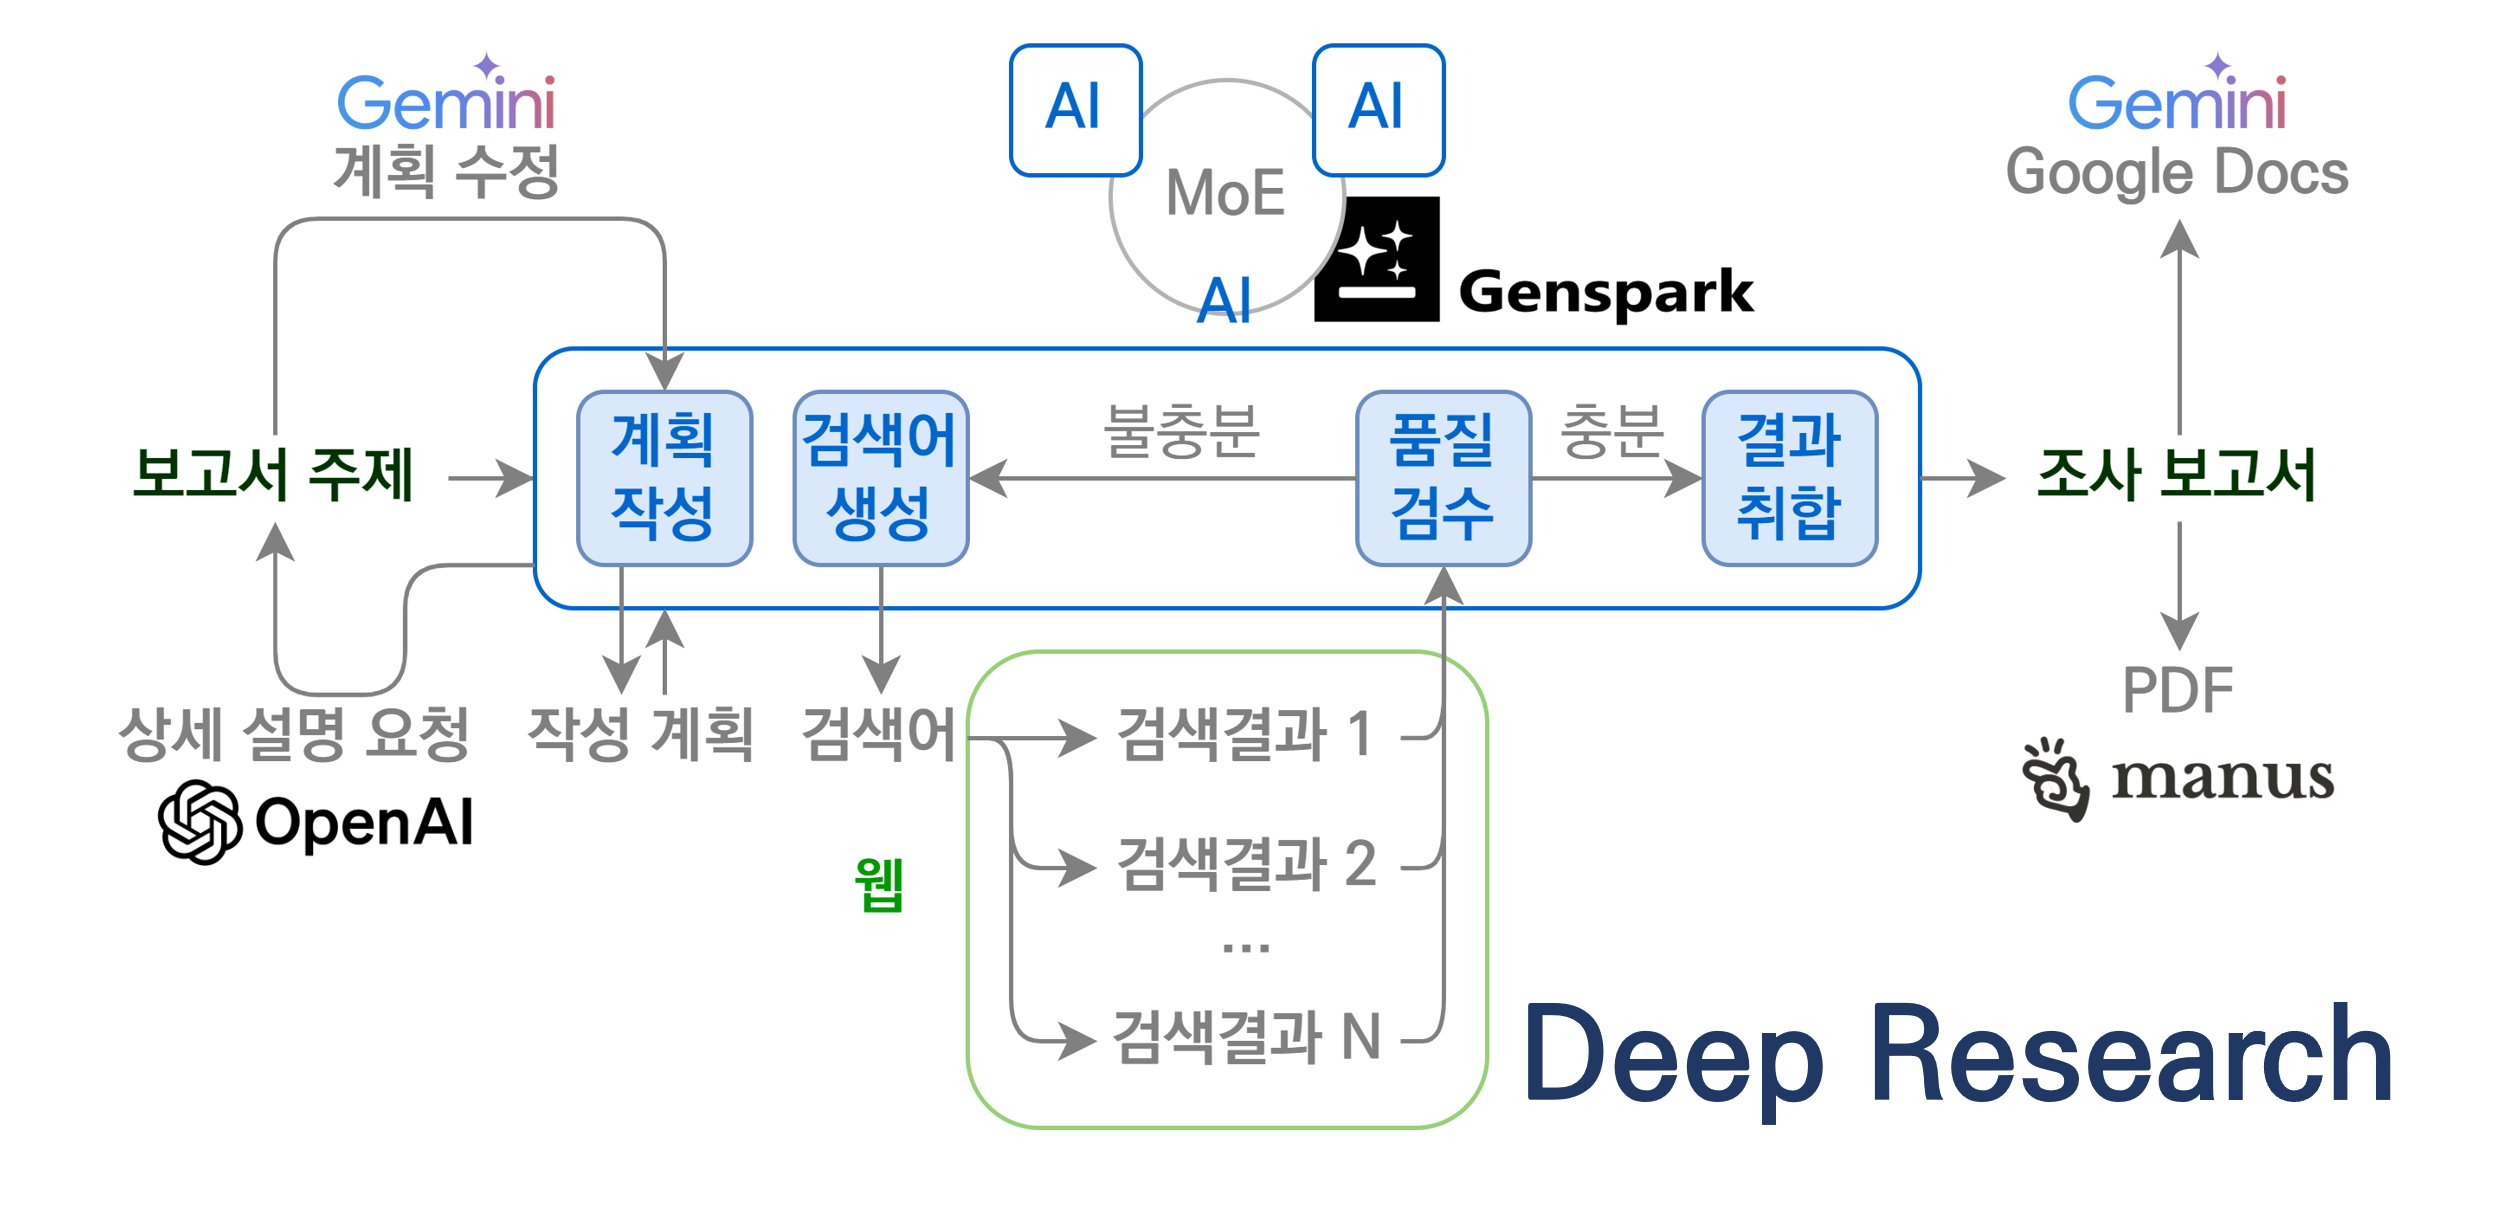 Gemini
계획 수정
AI
AI
MoE
AI
Genspark
Gemini
Google Docs
보고서 주제
계획
작성
검색어
생성
불충분
품질
검수
충분
결과
취합
조사 보고서
상세 설명 요청
OpenAI
작성 계획
검색어
웹
검색결과 1
검색결과 2
...
검색결과 N
PDF
manus
Deep Research